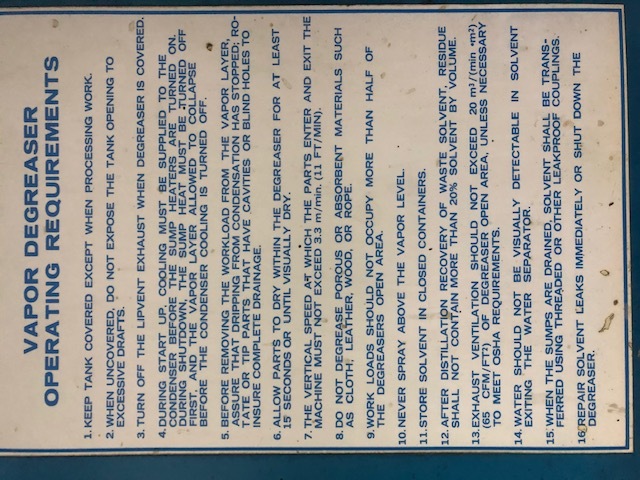 VAPOR DEGREASER
OPERATING REQUIREMENTS
1. KEEP TANK COVERED EXCEPT WHEN PROCESSING WORK.
2. WHEN UNCOVERED, DO NOT EXPOSE THE TANK OPENING TO
EXCESSIVE DRAFTS.
3. TURN OFF THE LIPVENT EXHAUST WHEN DEGREASER IS COVERED.
4. DURING START UP, COOLING MUST BE SUPPLIED TO THE
CONDENSER BEFORE THE SUMP HEATERS ARE TURNED ON.
DURING SHUTDOWN, THE SUMP HEAT MUST BE TURNED OFF
FIRST, AND THE VAPOR LAYER ALLOWED TO COLLAPSE
BEFORE THE CONDENSER COOLING IS TURNED OFF.
5. BEFORE REMOVING THE WORKLOAD FROM THE VAPOR LAYER,
ASSURE THAT DRIPPING FROM CONDENSATION HAS STOPPED; RO-
TATE OR TIP PARTS THAT HAVE CAVITIES OR BLIND HOLES TO
INSURE COMPLETE DRAINAGE.
6. ALLOW PARTS TO DRY WITHIN THE DEGREASER FOR AT LEAST
15 SECONDS OR UNTIL VISUALLY DRY.
7. THE VERTICAL SPEED AT WHICH THE PARTS ENTER AND EXIT THE
MACHINE MUST NOT EXCEED 3.3 m/min. (11 FT/MIN).
8. DO NOT DEGREASE POROUS OR ABSORBENT MATERIALS SUCH
AS CLOTH, LEATHER, WOOD, OR ROPE.
9. WORK LOADS SHOULD NOT OCCUPY MORE THAN HALF OF
THE DEGREASERS OPEN AREA.
10. NEVER SPRAY ABOVE THE VAPOR LEVEL.
11. STORE SOLVENT IN CLOSED CONTAINERS.
12. AFTER DISTILLATION RECOVERY OF WASTE SOLVENT, RESIDUE
SHALL NOT CONTAIN MORE THAN 20% SOLVENT BY VOLUME.
13. EXHAUST VENTILATION SHOULD NOT EXCEED 20 m³/(min •m²)
(65 CFM/FT²) OF DEGREASER OPEN AREA, UNLESS NECESSARY
TO MEET OSHA REQUIREMENTS.
14. WATER SHOULD NOT BE VISUALLY DETECTABLE IN SOLVENT
EXITING THE WATER SEPARATOR.
15. WHEN THE SUMPS ARE DRAINED, SOLVENT SHALL BE TRANS-
FERRED USING THREADED OR OTHER LEAKPROOF COUPLINGS.
16. REPAIR SOLVENT LEAKS IMMEDIATELY OR SHUT DOWN THE
DEGREASER.